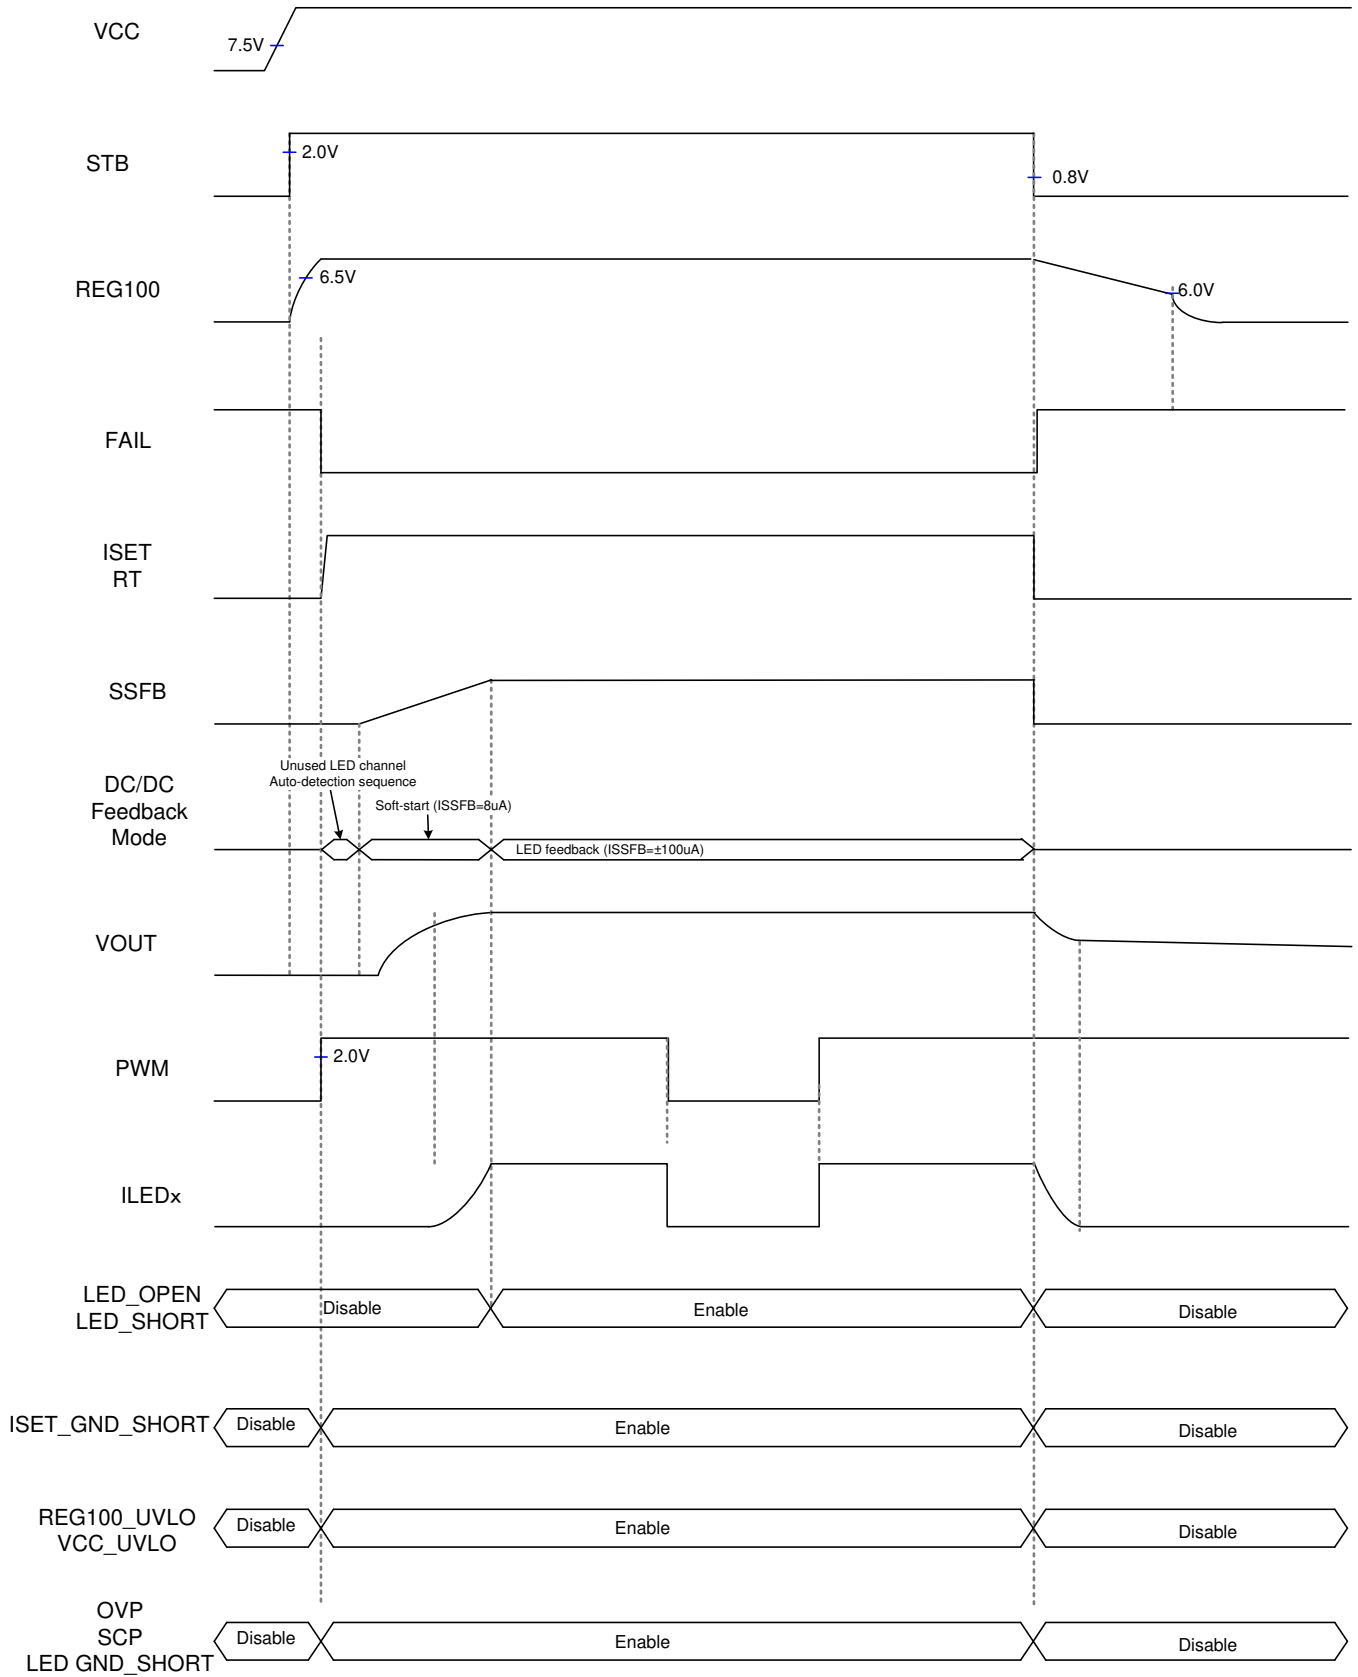 VCC
7.5V
STB
2.0V
0.8V
REG100
6.5V
6.0V
FAIL
ISET
RT
SSFB
DC/DC
Feedback
Mode
Unused LED channel
Auto-detection sequence
Soft-start (ISSFB=8uA)
LED feedback (ISSFB=±100uA)
VOUT
PWM
2.0V
ILEDx
LED_OPEN
LED_SHORT
Disable
Enable
Disable
ISET_GND_SHORT
Disable
Enable
Disable
REG100_UVLO
VCC_UVLO
Disable
Enable
Disable
OVP
SCP
LED GND_SHORT
Disable
Enable
Disable